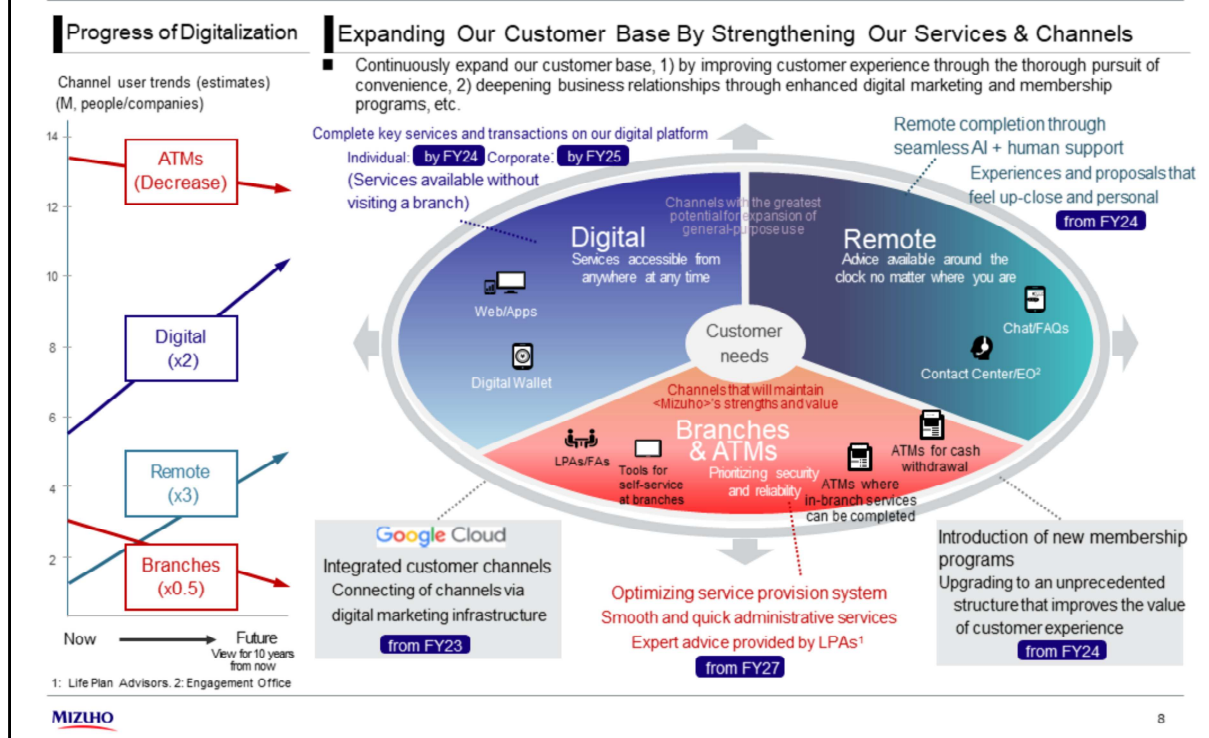 Progress of Digitalization
Expanding Our Customer Base By Strengthening Our Services & Channels
Channel user trends (estimates)
(M, people/companies)
14
12
10
8
6
4
2
ATMs
(Decrease)
Digital
(x2)
Remote
(x3)
Branches
(x0.5)
Now
Future
View for 10 years
from now
■ Continuously expand our customer base, 1) by improving customer experience through the thorough pursuit of
convenience, 2) deepening business relationships through enhanced digital marketing and membership
programs, etc.
Complete key services and transactions on our digital platform
Individual: by FY24 Corporate: by FY25
(Services available without
visiting a branch)
Remote completion through
seamless AI + human support
Experiences and proposals that
feel up-close and personal
from FY24
Channels with the greatest
potential for expansion of
general-purpose use
Digital
Services accessible from
anywhere at any time
Web/Apps
Digital Wallet
Remote
Advice available around the
clock no matter where you are
Chat/FAQs
Contact Center/EO²
Customer
needs
Channels that will maintain
<Mizuho>'s strengths and value
Branches
& ATMs
Prioritizing security
and reliability
LPAs/FAs
Tools for
self-service
at branches
ATMs where
in-branch services
can be completed
ATMs for cash
withdrawal
Google Cloud
Integrated customer channels
Connecting of channels via
digital marketing infrastructure
from FY23
Optimizing service provision system
Smooth and quick administrative services
Expert advice provided by LPAs¹
from FY27
Introduction of new membership
programs
Upgrading to an unprecedented
structure that improves the value
of customer experience
from FY24
1: Life Plan Advisors. 2: Engagement Office
MIZUHO
8